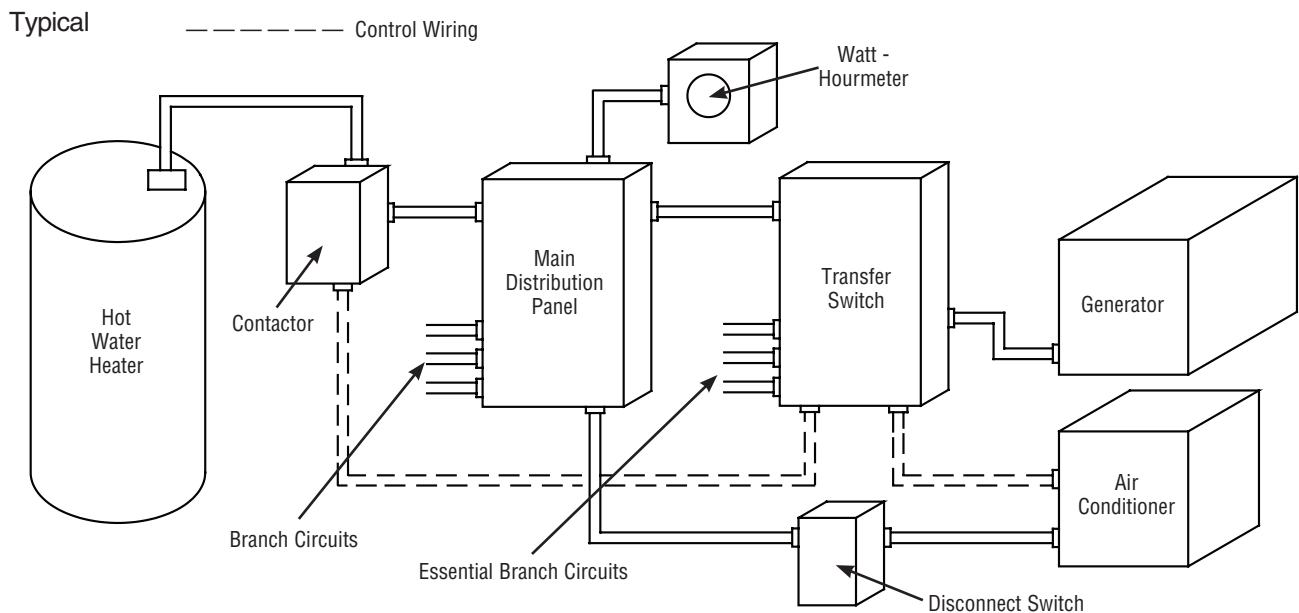 Typical
Control Wiring
Watt -
Hourmeter
Main
Distribution
Panel
Transfer
Switch
Generator
Contactor
Hot
Water
Heater
Air
Conditioner
Branch Circuits
Essential Branch Circuits
Disconnect Switch